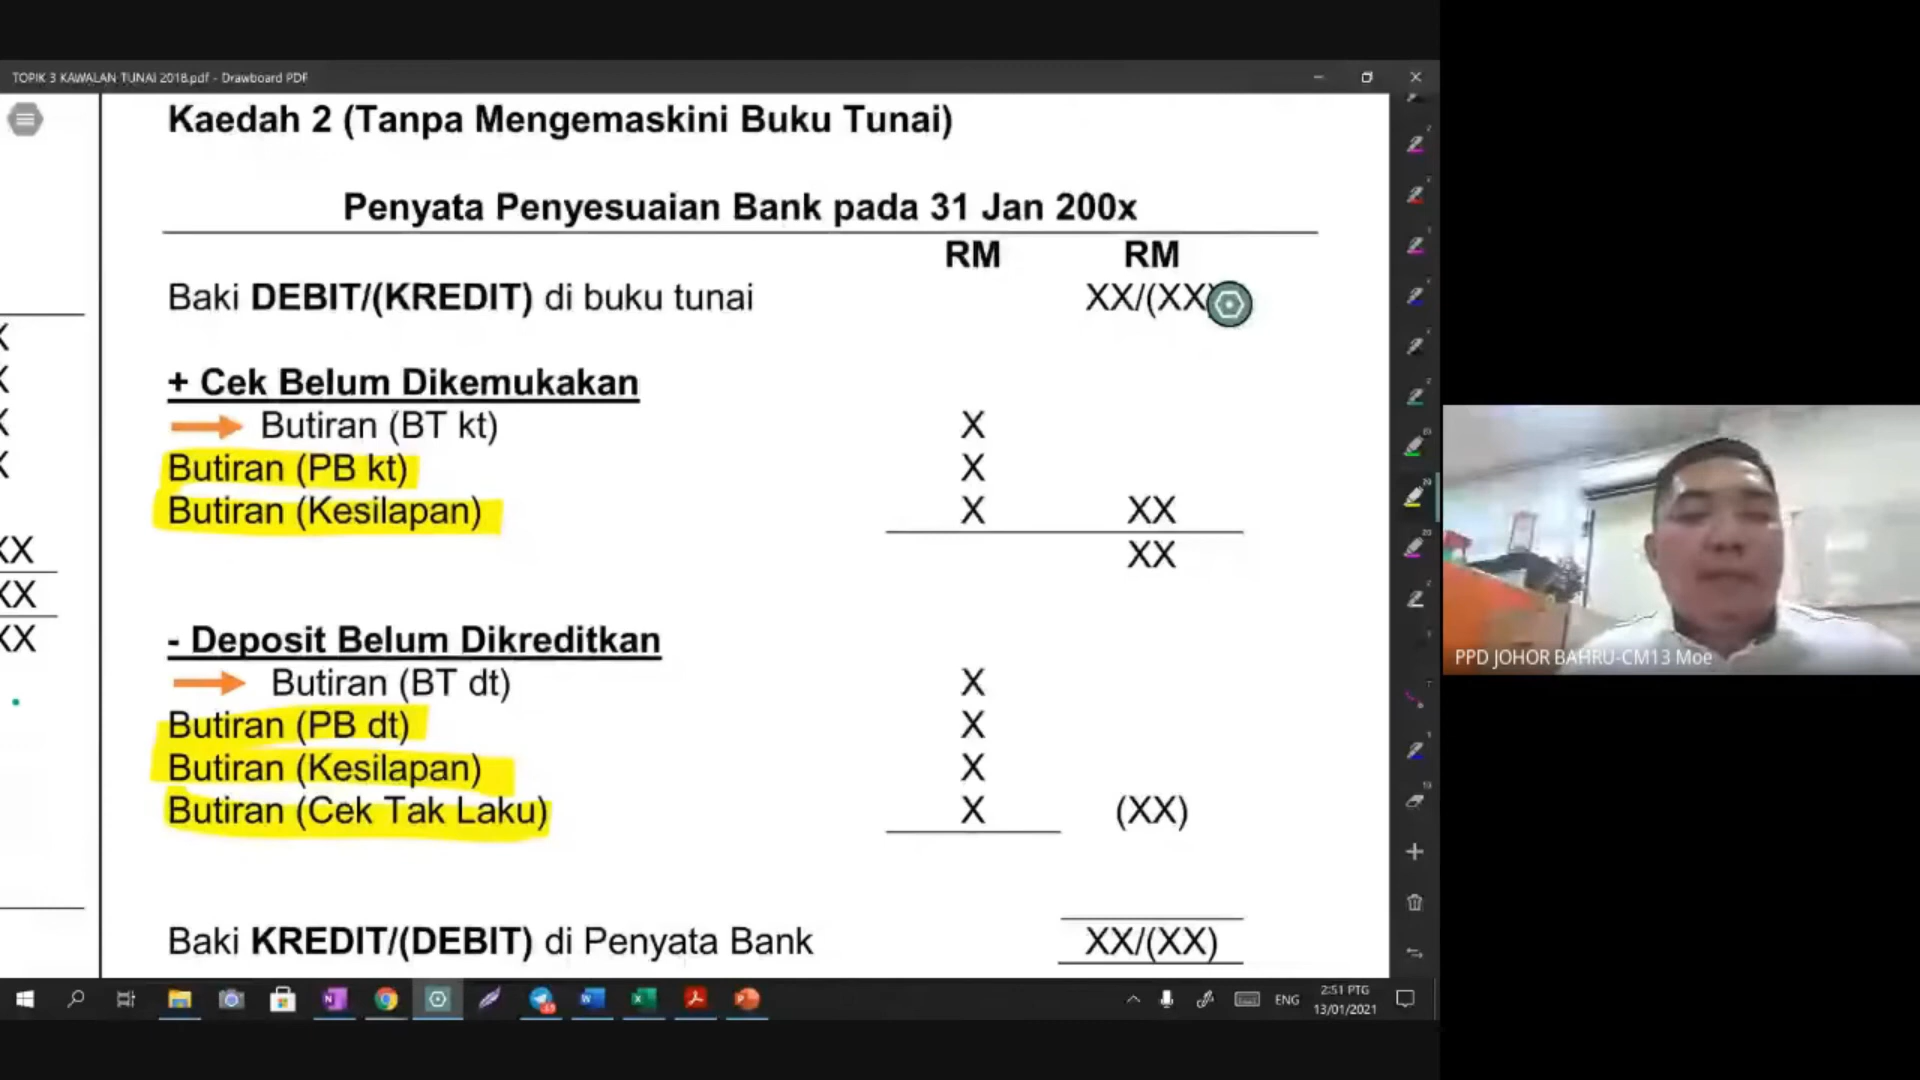 TOPIK 3 KAWALAN TUNAI 2018.pdf - Drawboard PDF
Kaedah 2 (Tanpa Mengemaskini Buku Tunai)
Penyata Penyesuaian Bank pada 31 Jan 200x
RM RM
Baki DEBIT/(KREDIT) di buku tunai XX/(XX
+ Cek Belum Dikemukakan
Butiran (BT kt) X
Butiran (PB kt) X
Butiran (Kesilapan) X XX
XX
XX
XX
XX
- Deposit Belum Dikreditkan
Butiran (BT dt) X
Butiran (PB dt) X
Butiran (Kesilapan) X
Butiran (Cek Tak Laku) X (XX)
Baki KREDIT/(DEBIT) di Penyata Bank XX/(XX)
PPD JOHOR BAHRU-CM13 Moe
ENG
2:51 PTG
13/01/2021